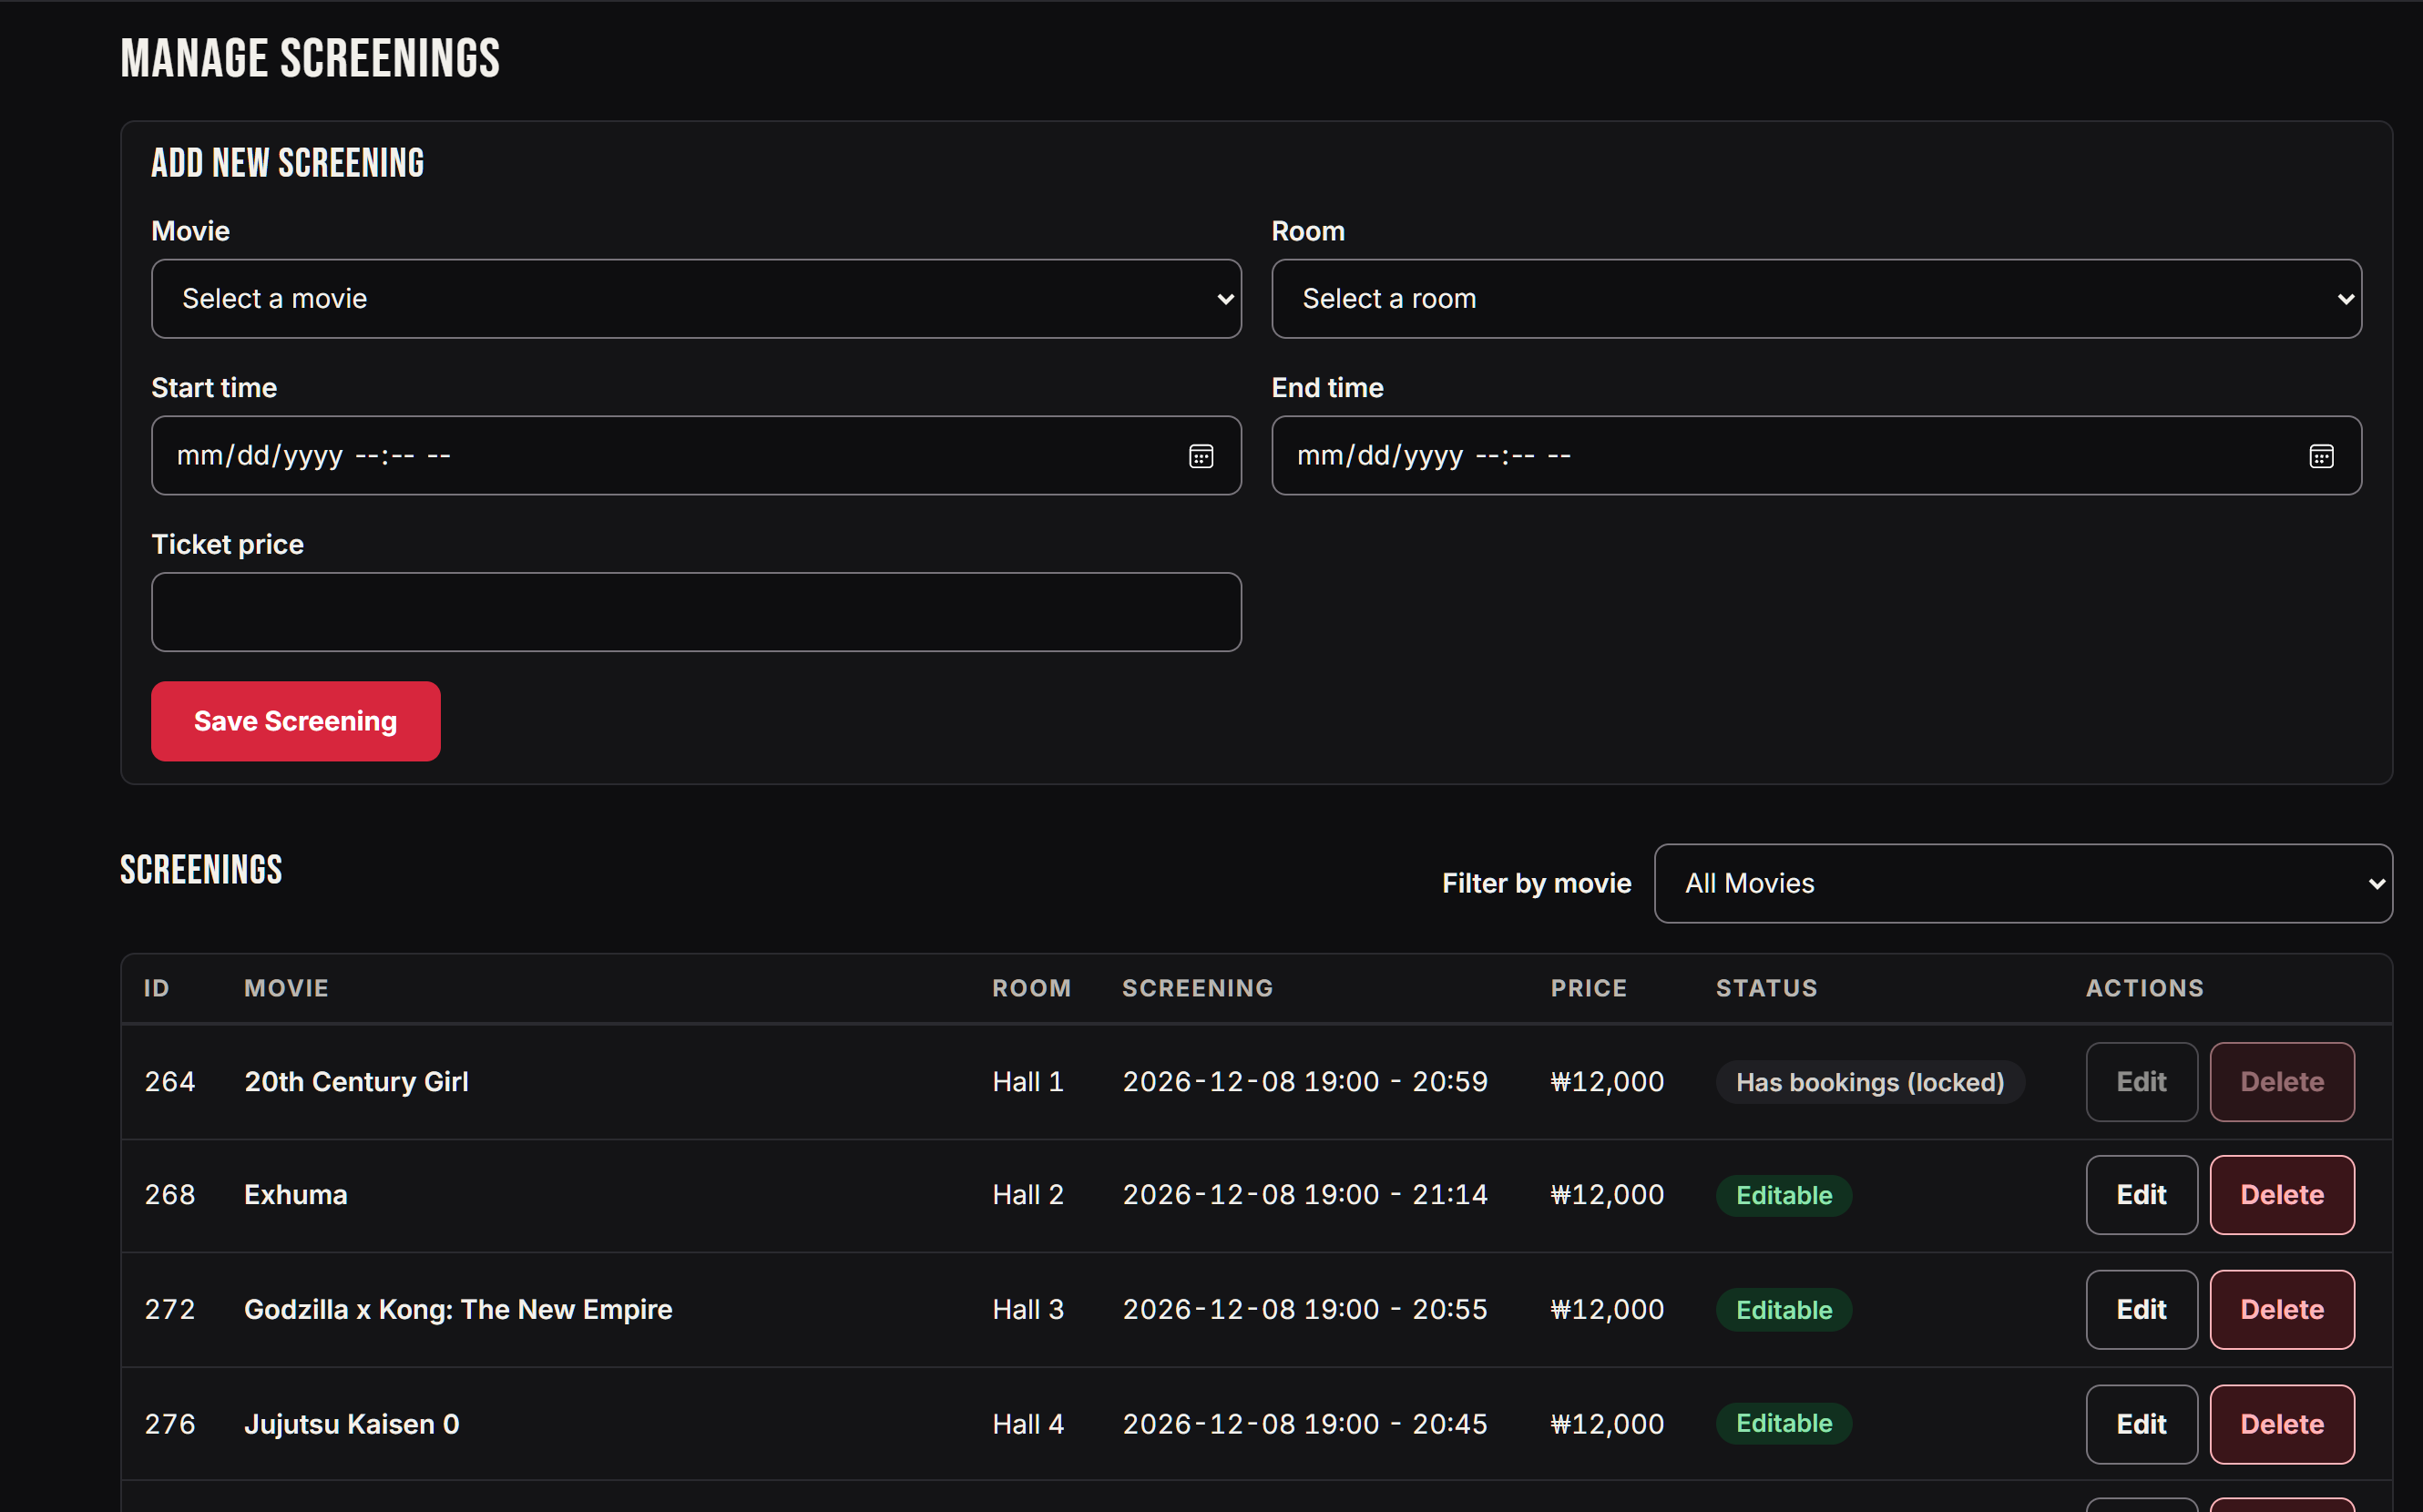 MANAGE SCREENINGS
ADD NEW SCREENING
Movie Room
Select a movie Select a room
Start time End time
mm/dd/yyyy --:-- -- mm/dd/yyyy --:-- --
Ticket price
Save Screening
SCREENINGS Filter by movie All Movies
ID MOVIE ROOM SCREENING PRICE STATUS ACTIONS
264 20th Century Girl Hall 1 2026-12-08 19:00 - 20:59 ₩12,000 Has bookings (locked) Edit Delete
268 Exhuma Hall 2 2026-12-08 19:00 - 21:14 ₩12,000 Editable Edit Delete
272 Godzilla x Kong: The New Empire Hall 3 2026-12-08 19:00 - 20:55 ₩12,000 Editable Edit Delete
276 Jujutsu Kaisen 0 Hall 4 2026-12-08 19:00 - 20:45 ₩12,000 Editable Edit Delete